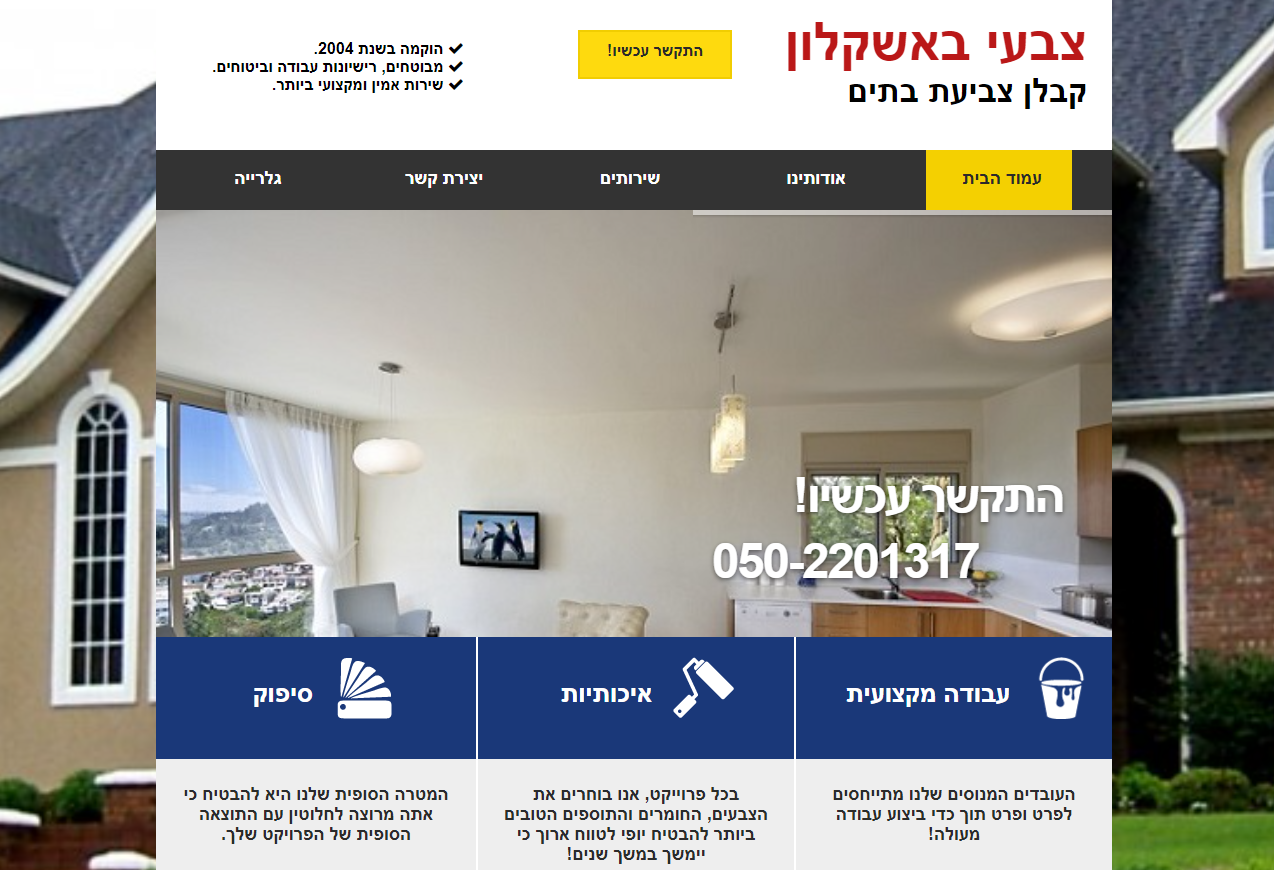 צבעי באשקלון
קבלן צביעת בתים
התקשר עכשיו!
הוקמה בשנת 2004.
מבוטחים, רישיונות עבודה וביטוחים.
שירות אמין ומקצועי ביותר.
עמוד הבית
אודותינו
שירותים
יצירת קשר
גלרייה
התקשר עכשיו!
050-2201317
עבודה מקצועית
העובדים המנוסים שלנו מתייחסים
לפרט ופרט תוך כדי ביצוע עבודה
מעולה!
איכותיות
בכל פרוייקט, אנו בוחרים את
הצבעים, החומרים והתוספים הטובים
ביותר להבטיח יופי לטווח ארוך כי
יימשך במשך שנים!
סיפוק
המטרה הסופית שלנו היא להבטיח כי
אתה מרוצה לחלוטין עם התוצאה
הסופית של הפרויקט שלך.